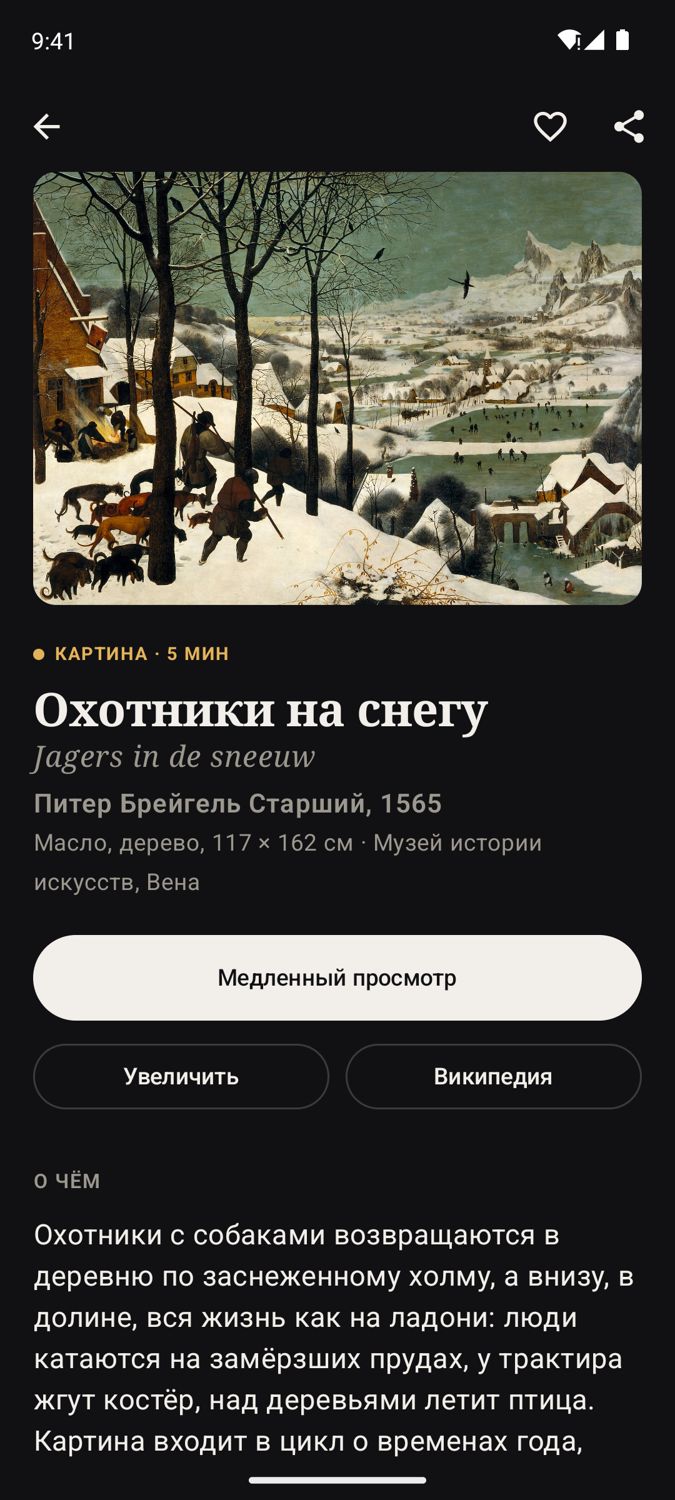 9:41
КАРТИНА · 5 МИН
Охотники на снегу
Jagers in de sneeuw
Питер Брейгель Старший, 1565
Масло, дерево, 117 × 162 см · Музей истории
искусств, Вена
Медленный просмотр
Увеличить
Википедия
О ЧЁМ
Охотники с собаками возвращаются в
деревню по заснеженному холму, а внизу, в
долине, вся жизнь как на ладони: люди
катаются на замёрзших прудах, у трактира
жгут костёр, над деревьями летит птица.
Картина входит в цикл о временах года,